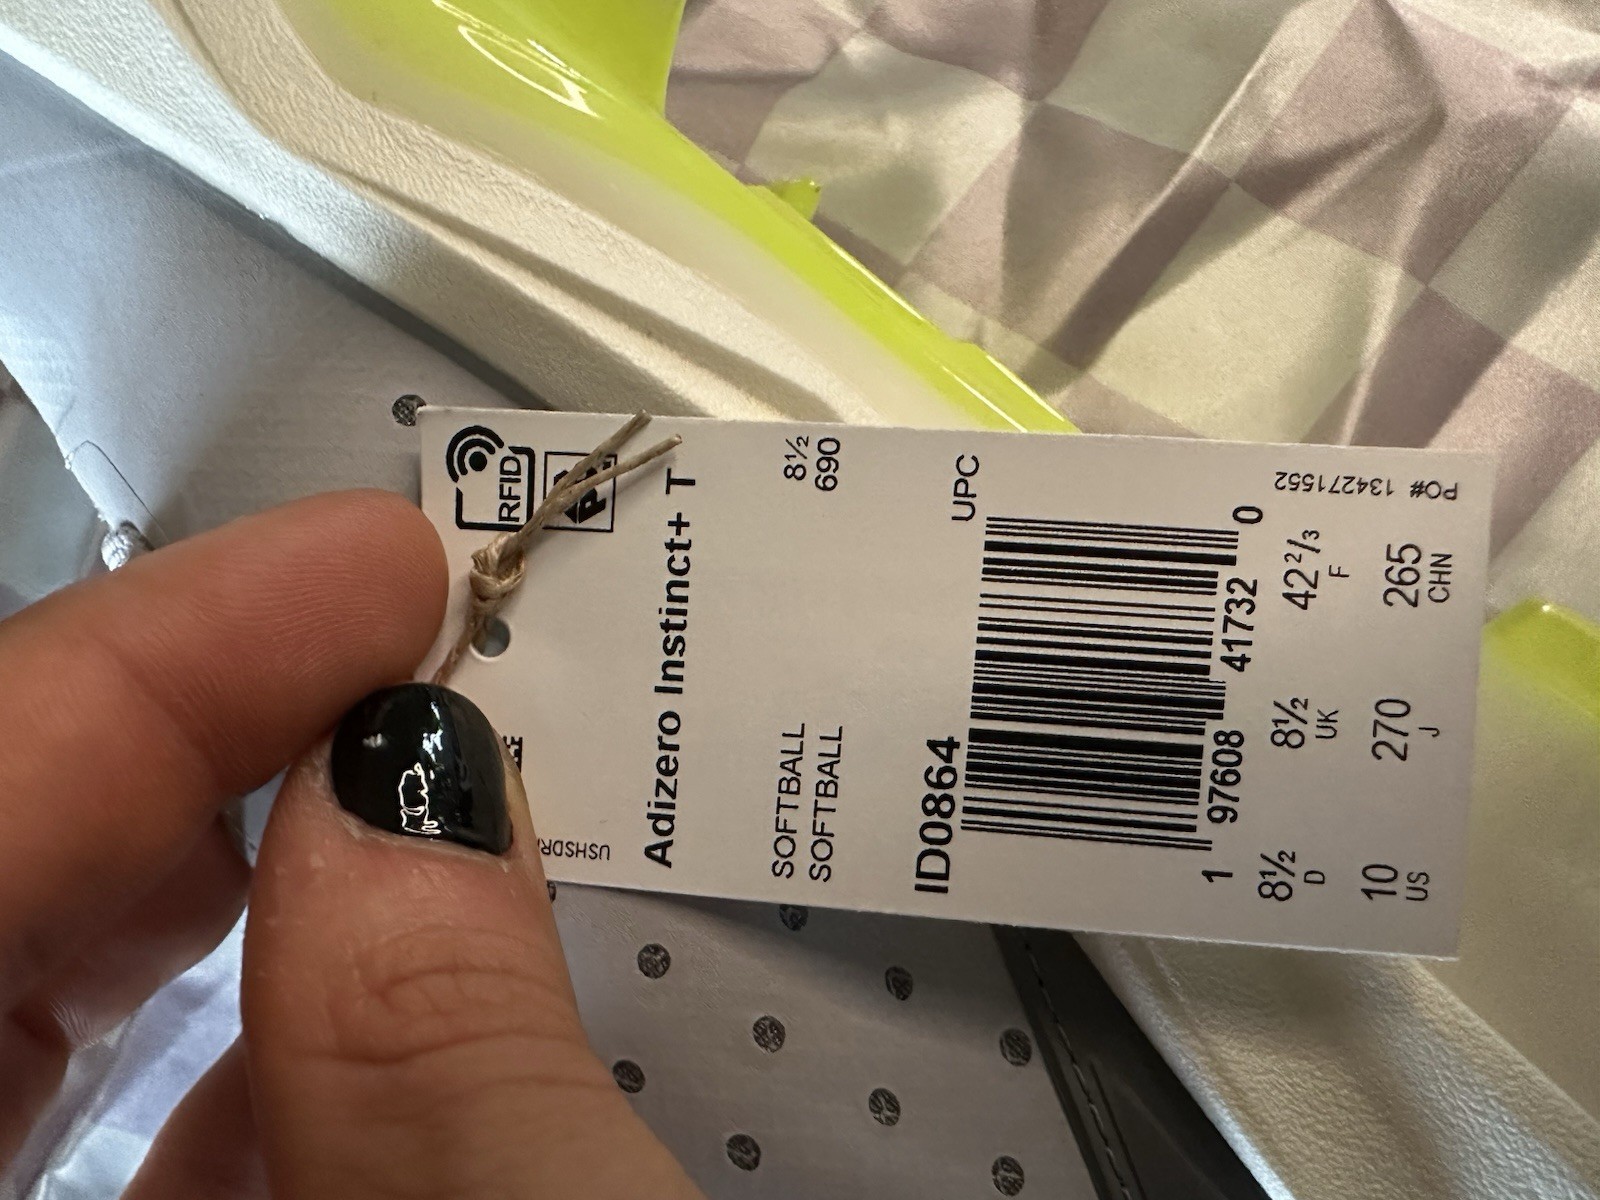 RFID
Adizero Instinct+ T
SOFTBALL 8½
SOFTBALL 690
ID0864 UPC
1 97608 41732 0
8½ 8½ 42⅔
D UK F
10 270 265
US J CHN
PO# 134271552